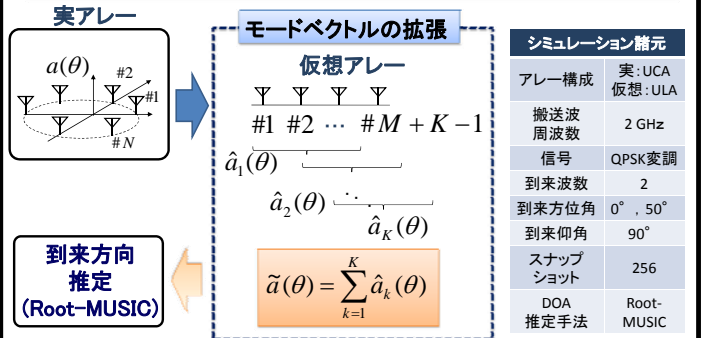 実アレー
a(θ)
#2
#1
#N
モードベクトルの拡張
仮想アレー
#1 #2 ⋯ #M + K − 1
â₁(θ)
â₂(θ)
⋱
â_K(θ)
ã(θ) = ∑_{k=1}^{K} â_k(θ)
到来方向
推定
(Root-MUSIC)
シミュレーション諸元
アレー構成 実：UCA
仮想：ULA
搬送波
周波数 2 GHz
信号 QPSK変調
到来波数 2
到来方位角 0°，50°
到来仰角 90°
スナップ
ショット 256
DOA
推定手法 Root-
MUSIC